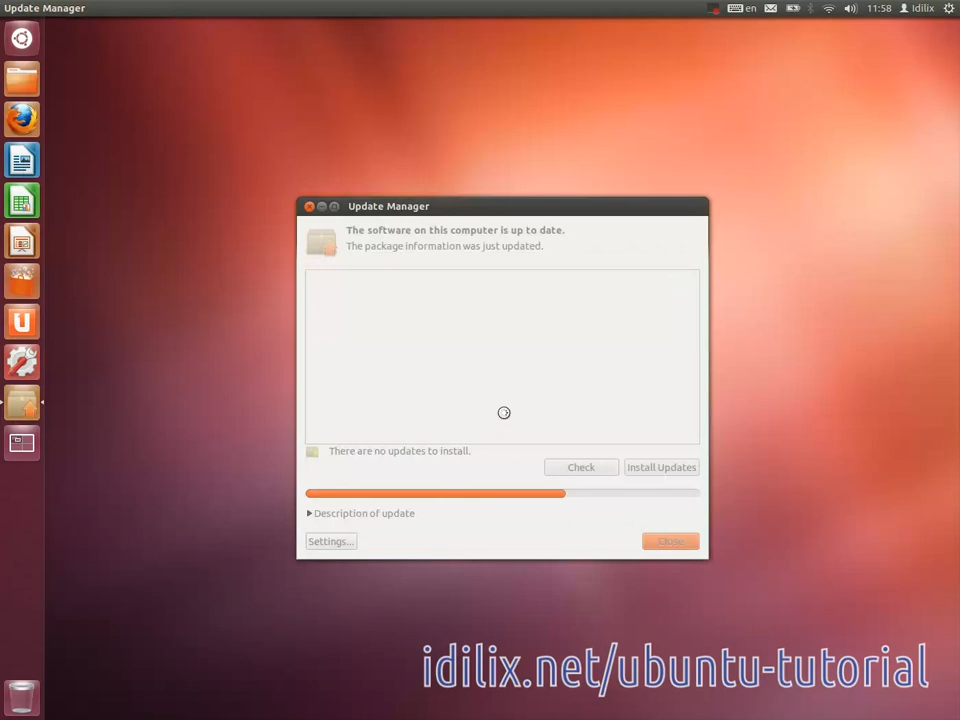 Update Manager
en
11:58
Idilix
Update Manager
The software on this computer is up to date.
The package information was just updated.
There are no updates to install.
Check
Install Updates
Description of update
Settings...
Close
idilix.net/ubuntu-tutorial